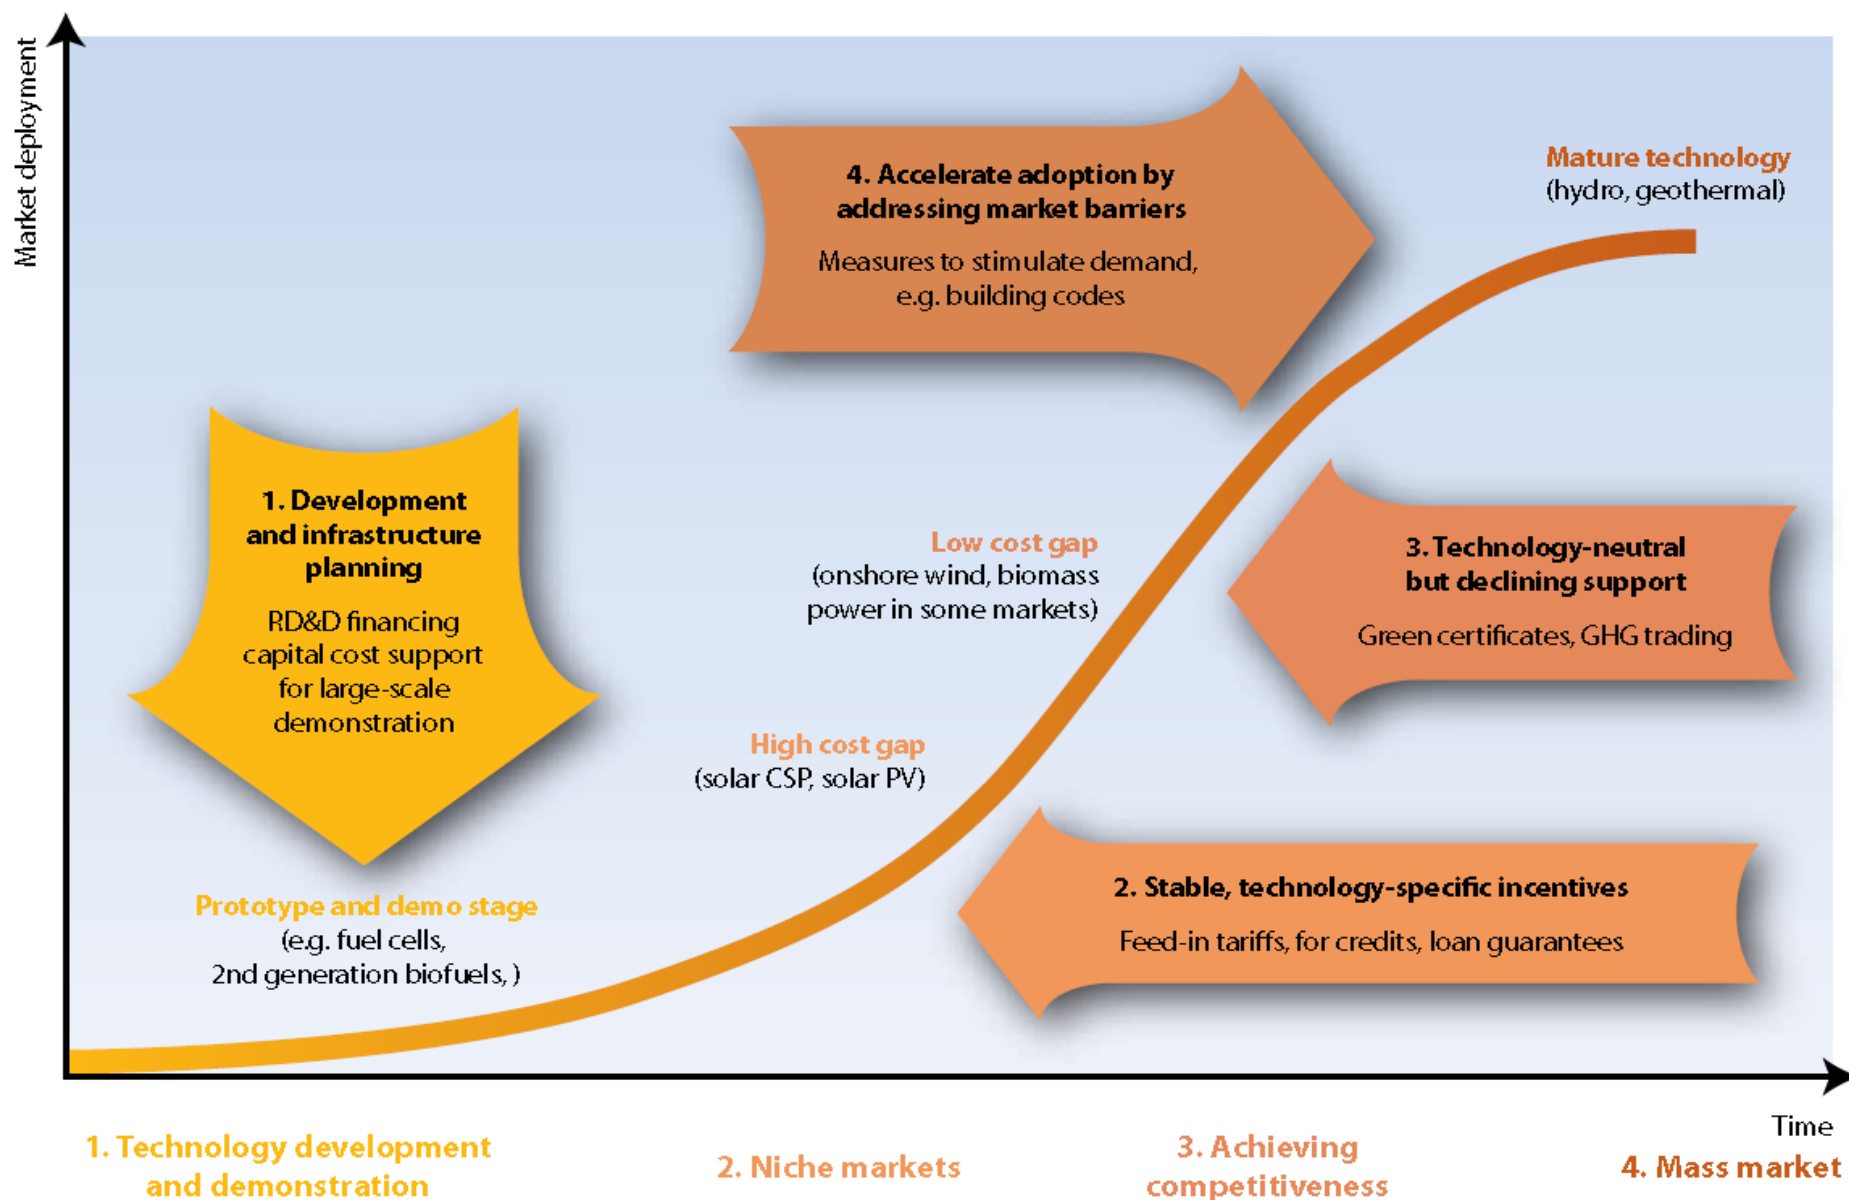 Market deployment
4. Accelerate adoption by
addressing market barriers
Measures to stimulate demand,
e.g. building codes
Mature technology
(hydro, geothermal)
1. Development
and infrastructure
planning
RD&D financing
capital cost support
for large-scale
demonstration
Low cost gap
(onshore wind, biomass
power in some markets)
3. Technology-neutral
but declining support
Green certificates, GHG trading
High cost gap
(solar CSP, solar PV)
2. Stable, technology-specific incentives
Feed-in tariffs, for credits, loan guarantees
Prototype and demo stage
(e.g. fuel cells,
2nd generation biofuels, )
Time
1. Technology development
and demonstration
2. Niche markets
3. Achieving
competitiveness
4. Mass market